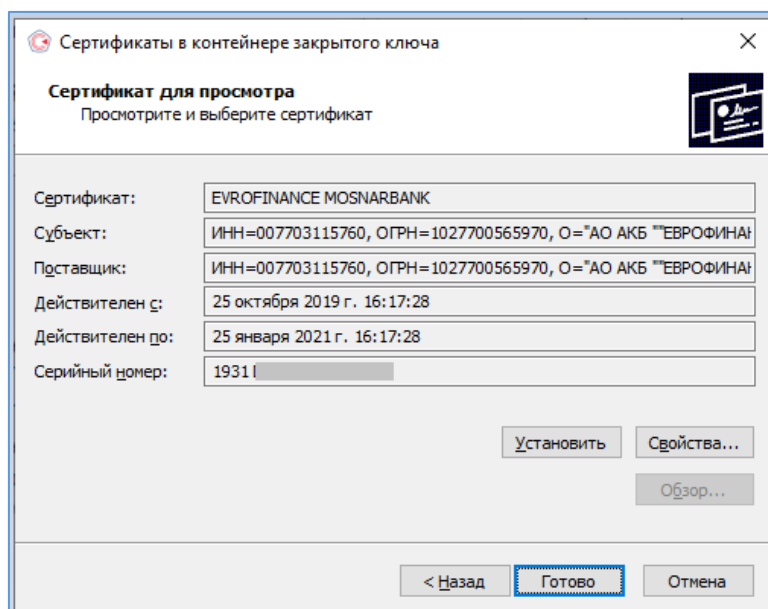 Сертификаты в контейнере закрытого ключа
Сертификат для просмотра
Просмотрите и выберите сертификат
Сертификат: EVROFINANCE MOSNARBANK
Субъект: ИНН=007703115760, ОГРН=1027700565970, O="АО АКБ ""ЕВРОФИНАН
Поставщик: ИНН=007703115760, ОГРН=1027700565970, O="АО АКБ ""ЕВРОФИНАН
Действителен с: 25 октября 2019 г. 16:17:28
Действителен по: 25 января 2021 г. 16:17:28
Серийный номер: 1931
Установить Свойства...
Обзор...
< Назад Готово Отмена